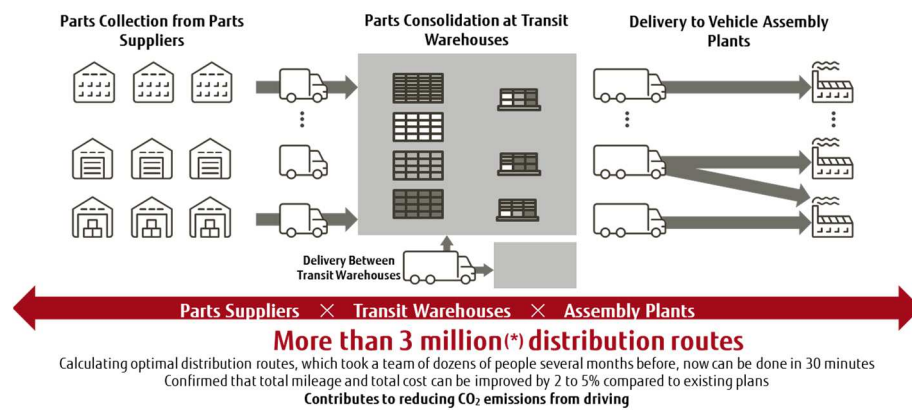 Parts Collection from Parts
Suppliers
Parts Consolidation at Transit
Warehouses
Delivery to Vehicle Assembly
Plants
Delivery Between
Transit Warehouses
Parts Suppliers × Transit Warehouses × Assembly Plants
More than 3 million(*) distribution routes
Calculating optimal distribution routes, which took a team of dozens of people several months before, now can be done in 30 minutes
Confirmed that total mileage and total cost can be improved by 2 to 5% compared to existing plans
Contributes to reducing CO₂ emissions from driving